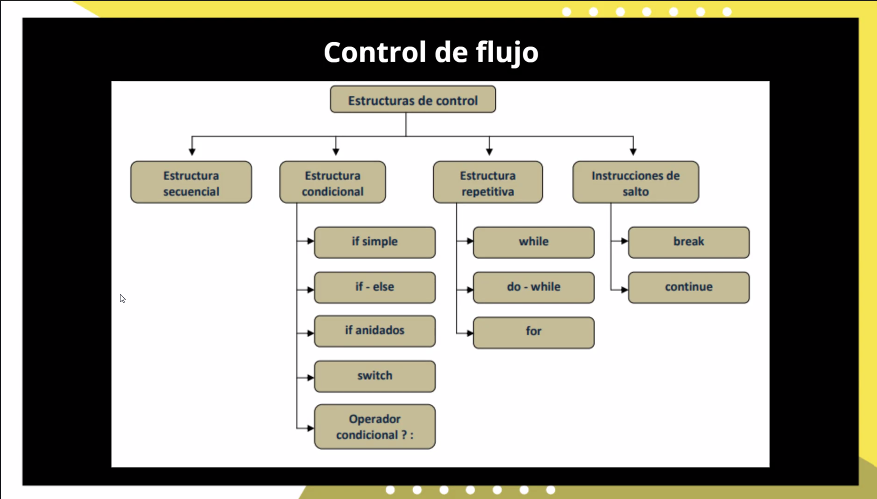 Control de flujo
Estructuras de control
Estructura
secuencial
Estructura
condicional
Estructura
repetitiva
Instrucciones de
salto
if simple
if - else
if anidados
switch
Operador
condicional ? :
while
do - while
for
break
continue